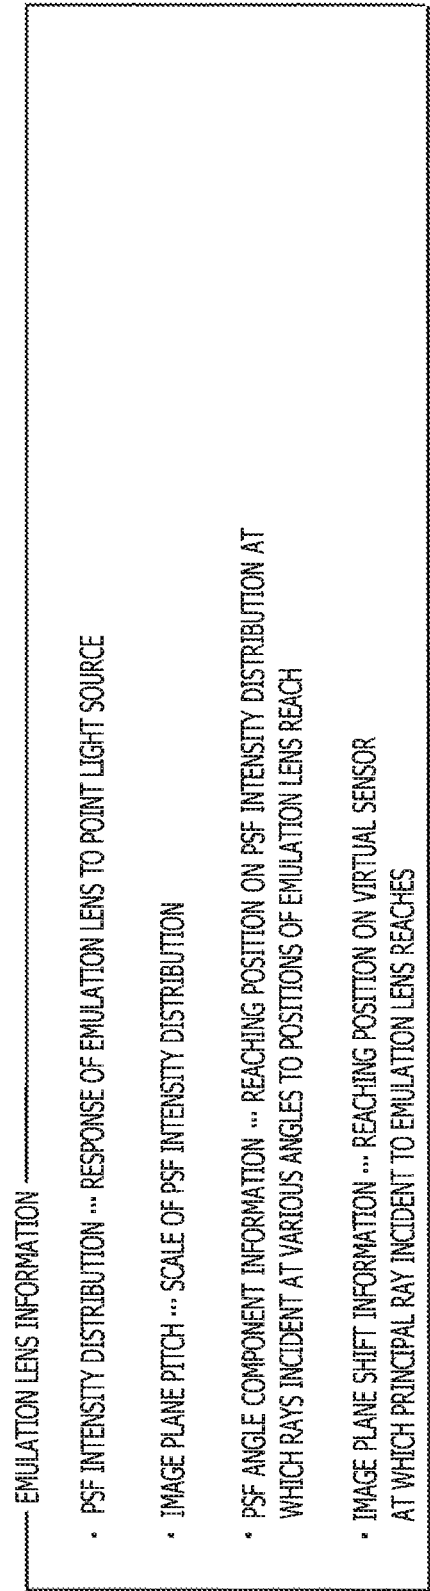 EMULATION LENS INFORMATION
• PSF INTENSITY DISTRIBUTION ··· RESPONSE OF EMULATION LENS TO POINT LIGHT SOURCE
• IMAGE PLANE PITCH ··· SCALE OF PSF INTENSITY DISTRIBUTION
• PSF ANGLE COMPONENT INFORMATION ··· REACHING POSITION ON PSF INTENSITY DISTRIBUTION AT
WHICH RAYS INCIDENT AT VARIOUS ANGLES TO POSITIONS OF EMULATION LENS REACH
• IMAGE PLANE SHIFT INFORMATION ··· REACHING POSITION ON VIRTUAL SENSOR
AT WHICH PRINCIPAL RAY INCIDENT TO EMULATION LENS REACHES